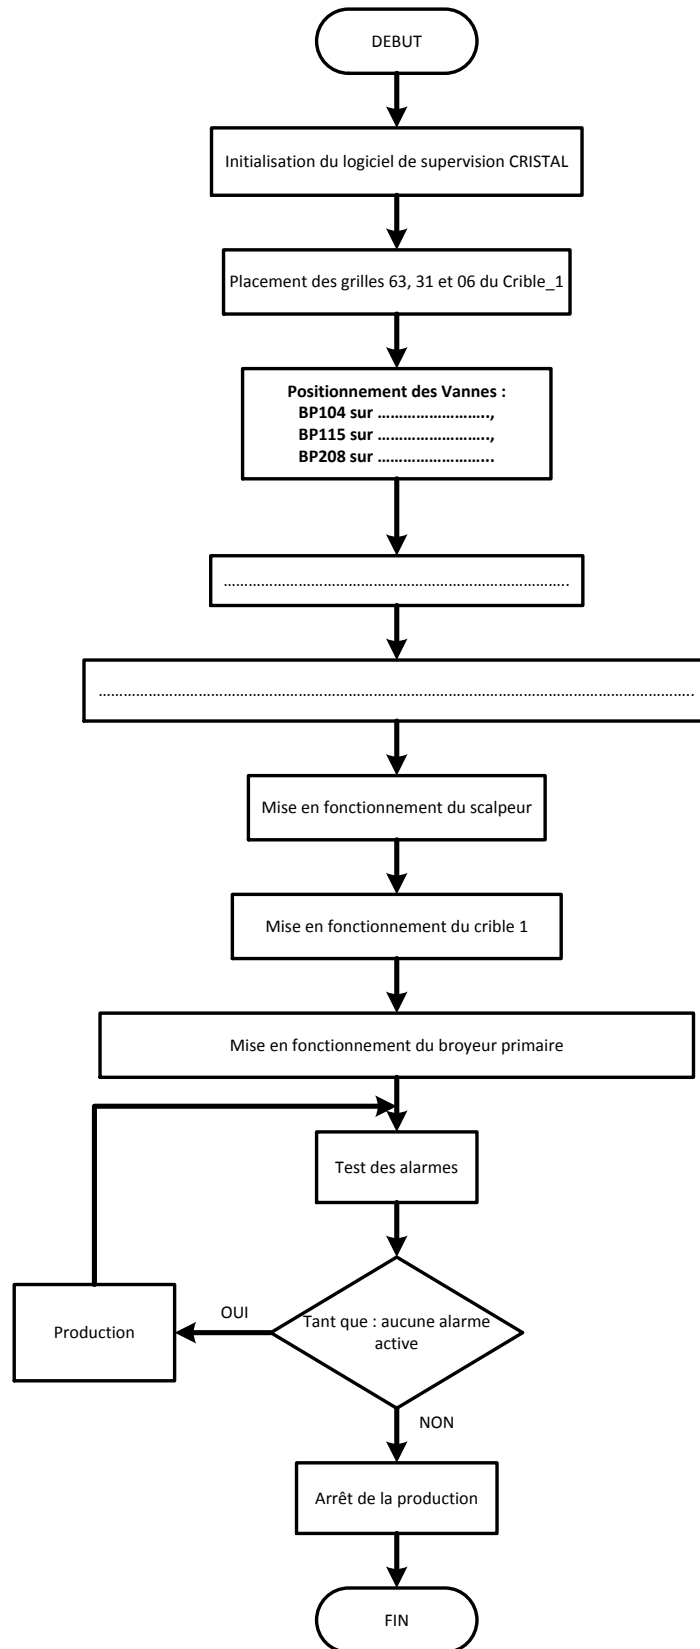 DEBUT
Initialisation du logiciel de supervision CRISTAL
Placement des grilles 63, 31 et 06 du Crible_1
Positionnement des Vannes :
BP104 sur ……………………..,
BP115 sur ……………………..,
BP208 sur ……………………...
………………………………………………………………………..
……………………………………………………………………………………………………………………………..
Mise en fonctionnement du scalpeur
Mise en fonctionnement du crible 1
Mise en fonctionnement du broyeur primaire
Test des alarmes
Tant que : aucune alarme
active
OUI
Production
NON
Arrêt de la production
FIN